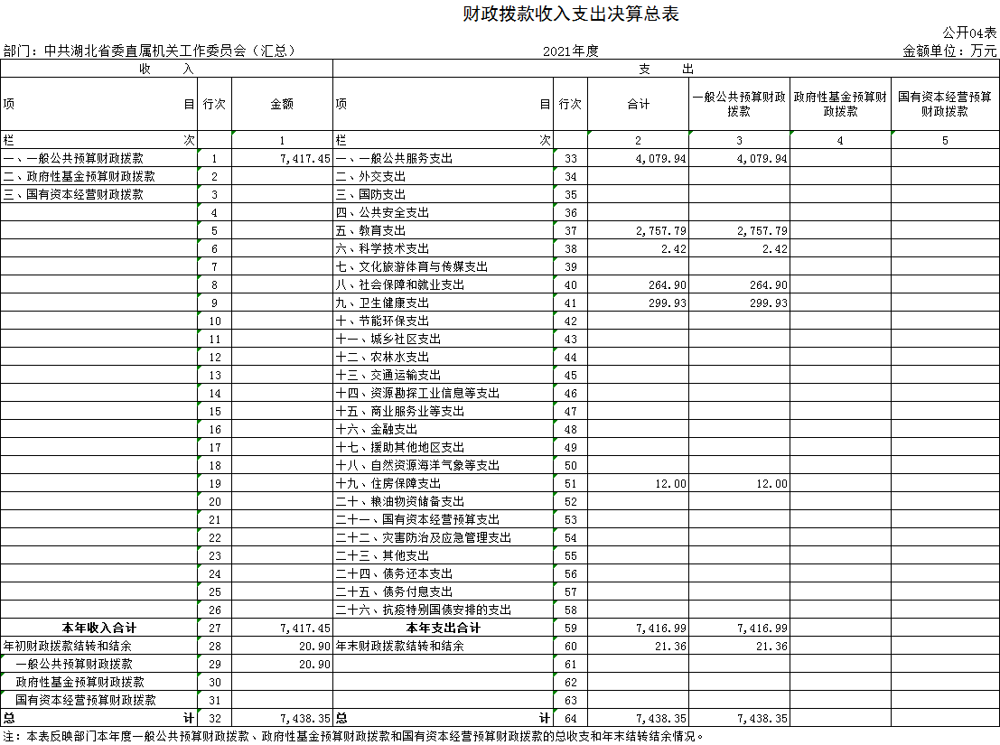 财政拨款收入支出决算总表
公开04表
部门：中共湖北省委直属机关工作委员会（汇总） 2021年度 金额单位：万元
收 入 支 出
项 目 行次 金额 项 目 行次 合计 一般公共预算财政拨款 政府性基金预算财政拨款 国有资本经营预算财政拨款
栏 次 1 栏 次 2 3 4 5
一、一般公共预算财政拨款 1 7,417.45 一、一般公共服务支出 33 4,079.94 4,079.94
二、政府性基金预算财政拨款 2 二、外交支出 34
三、国有资本经营财政拨款 3 三、国防支出 35
4 四、公共安全支出 36
5 五、教育支出 37 2,757.79 2,757.79
6 六、科学技术支出 38 2.42 2.42
7 七、文化旅游体育与传媒支出 39
8 八、社会保障和就业支出 40 264.90 264.90
9 九、卫生健康支出 41 299.93 299.93
10 十、节能环保支出 42
11 十一、城乡社区支出 43
12 十二、农林水支出 44
13 十三、交通运输支出 45
14 十四、资源勘探工业信息等支出 46
15 十五、商业服务业等支出 47
16 十六、金融支出 48
17 十七、援助其他地区支出 49
18 十八、自然资源海洋气象等支出 50
19 十九、住房保障支出 51 12.00 12.00
20 二十、粮油物资储备支出 52
21 二十一、国有资本经营预算支出 53
22 二十二、灾害防治及应急管理支出 54
23 二十三、其他支出 55
24 二十四、债务还本支出 56
25 二十五、债务付息支出 57
26 二十六、抗疫特别国债安排的支出 58
本年收入合计 27 7,417.45 本年支出合计 59 7,416.99 7,416.99
年初财政拨款结转和结余 28 20.90 年末财政拨款结转和结余 60 21.36 21.36
一般公共预算财政拨款 29 20.90 61
政府性基金预算财政拨款 30 62
国有资本经营预算财政拨款 31 63
总 计 32 7,438.35 总 计 64 7,438.35 7,438.35
注：本表反映部门本年度一般公共预算财政拨款、政府性基金预算财政拨款和国有资本经营预算财政拨款的总收支和年末结转结余情况。